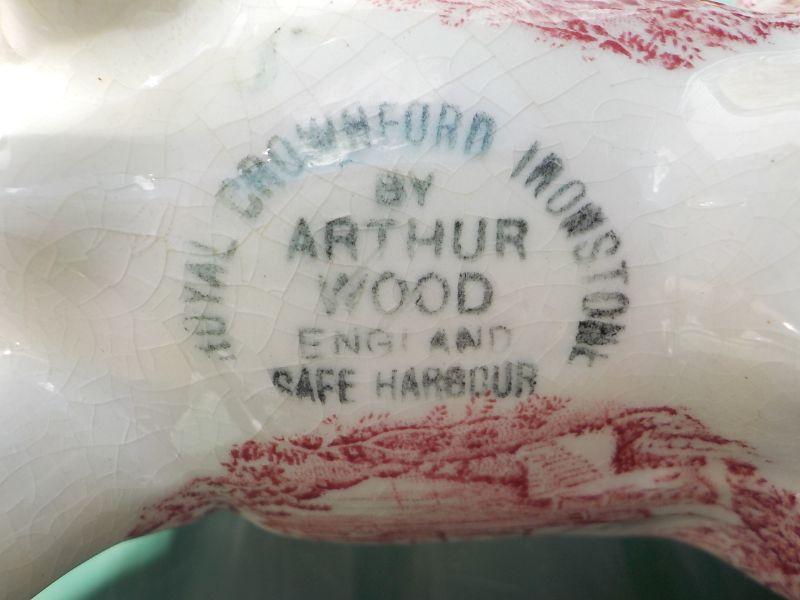 ROYAL CROWNFORD IRONSTONE
BY
ARTHUR
WOOD
ENGLAND
SAFE HARBOUR